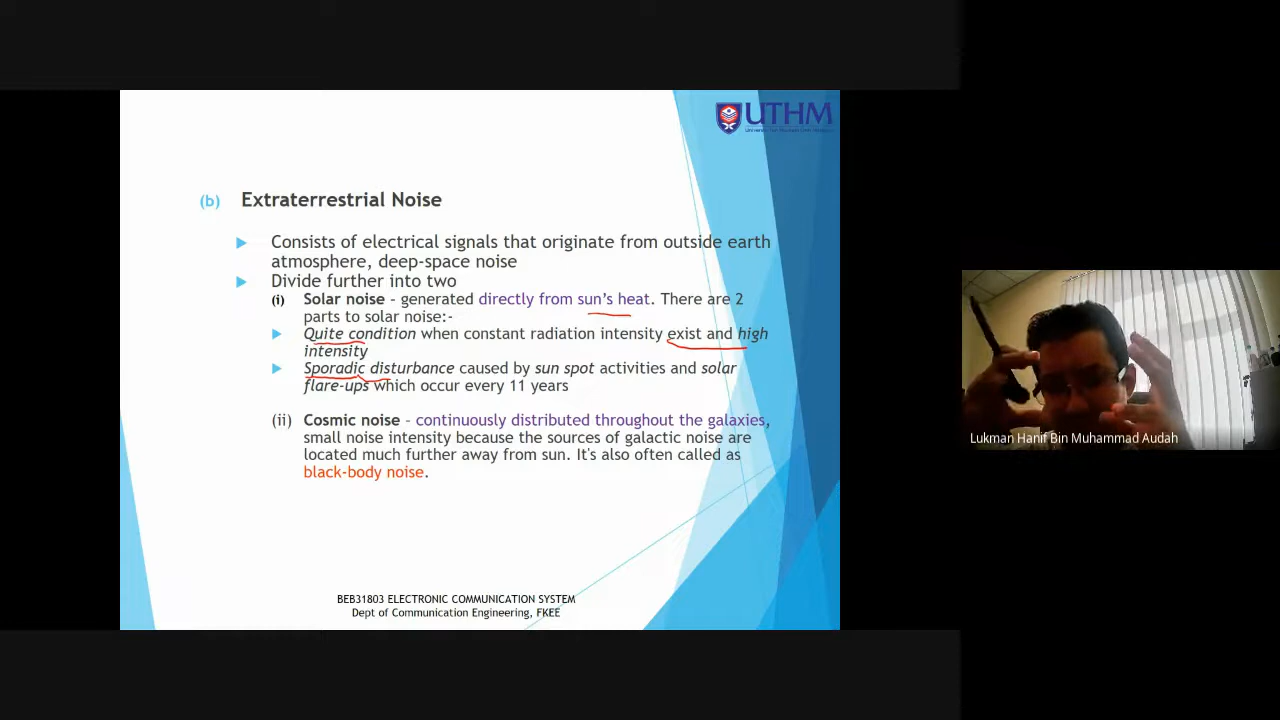 UTHM
(b) Extraterrestrial Noise
Consists of electrical signals that originate from outside earth
atmosphere, deep-space noise
Divide further into two
(i) Solar noise - generated directly from sun's heat. There are 2
parts to solar noise:-
Quite condition when constant radiation intensity exist and high
intensity
Sporadic disturbance caused by sun spot activities and solar
flare-ups which occur every 11 years
(ii) Cosmic noise - continuously distributed throughout the galaxies,
small noise intensity because the sources of galactic noise are
located much further away from sun. It's also often called as
black-body noise.
BEB31803 ELECTRONIC COMMUNICATION SYSTEM
Dept of Communication Engineering, FKEE
Lukman Hanif Bin Muhammad Audah